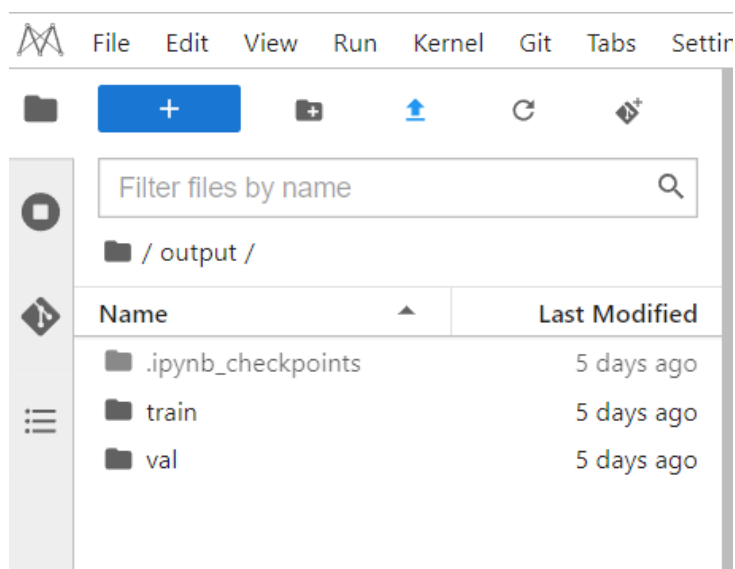 File Edit View Run Kernel Git Tabs
Filter files by name
/ output /
Name Last Modified
.ipynb_checkpoints 5 days ago
train 5 days ago
val 5 days ago